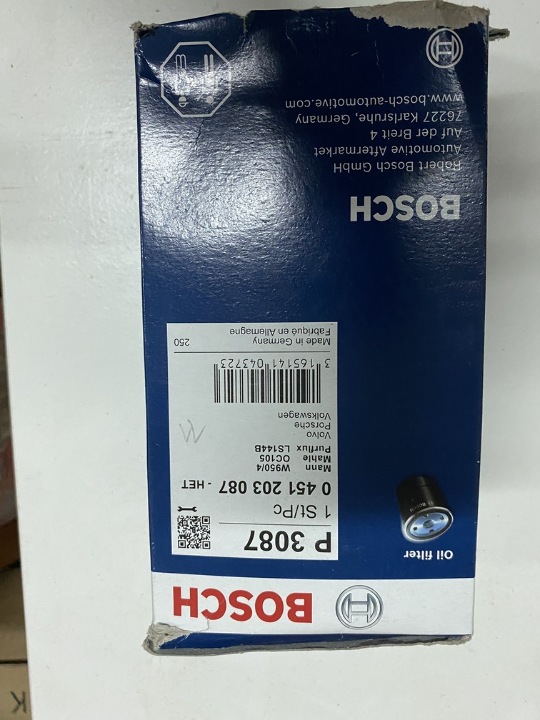 BOSCH
Oil filter
P 3087
1 St/Pc
0 451 203 087 - HET
Mann W950/4
Mahle OC105
Purflux LS144B
Volvo
Porsche
Volkswagen
3 165141 043723
Made in Germany
Fabriqué en Allemagne
250
BOSCH
Robert Bosch GmbH
Automotive Aftermarket
Auf der Breit 4
76227 Karlsruhe, Germany
www.bosch-automotive.com
K